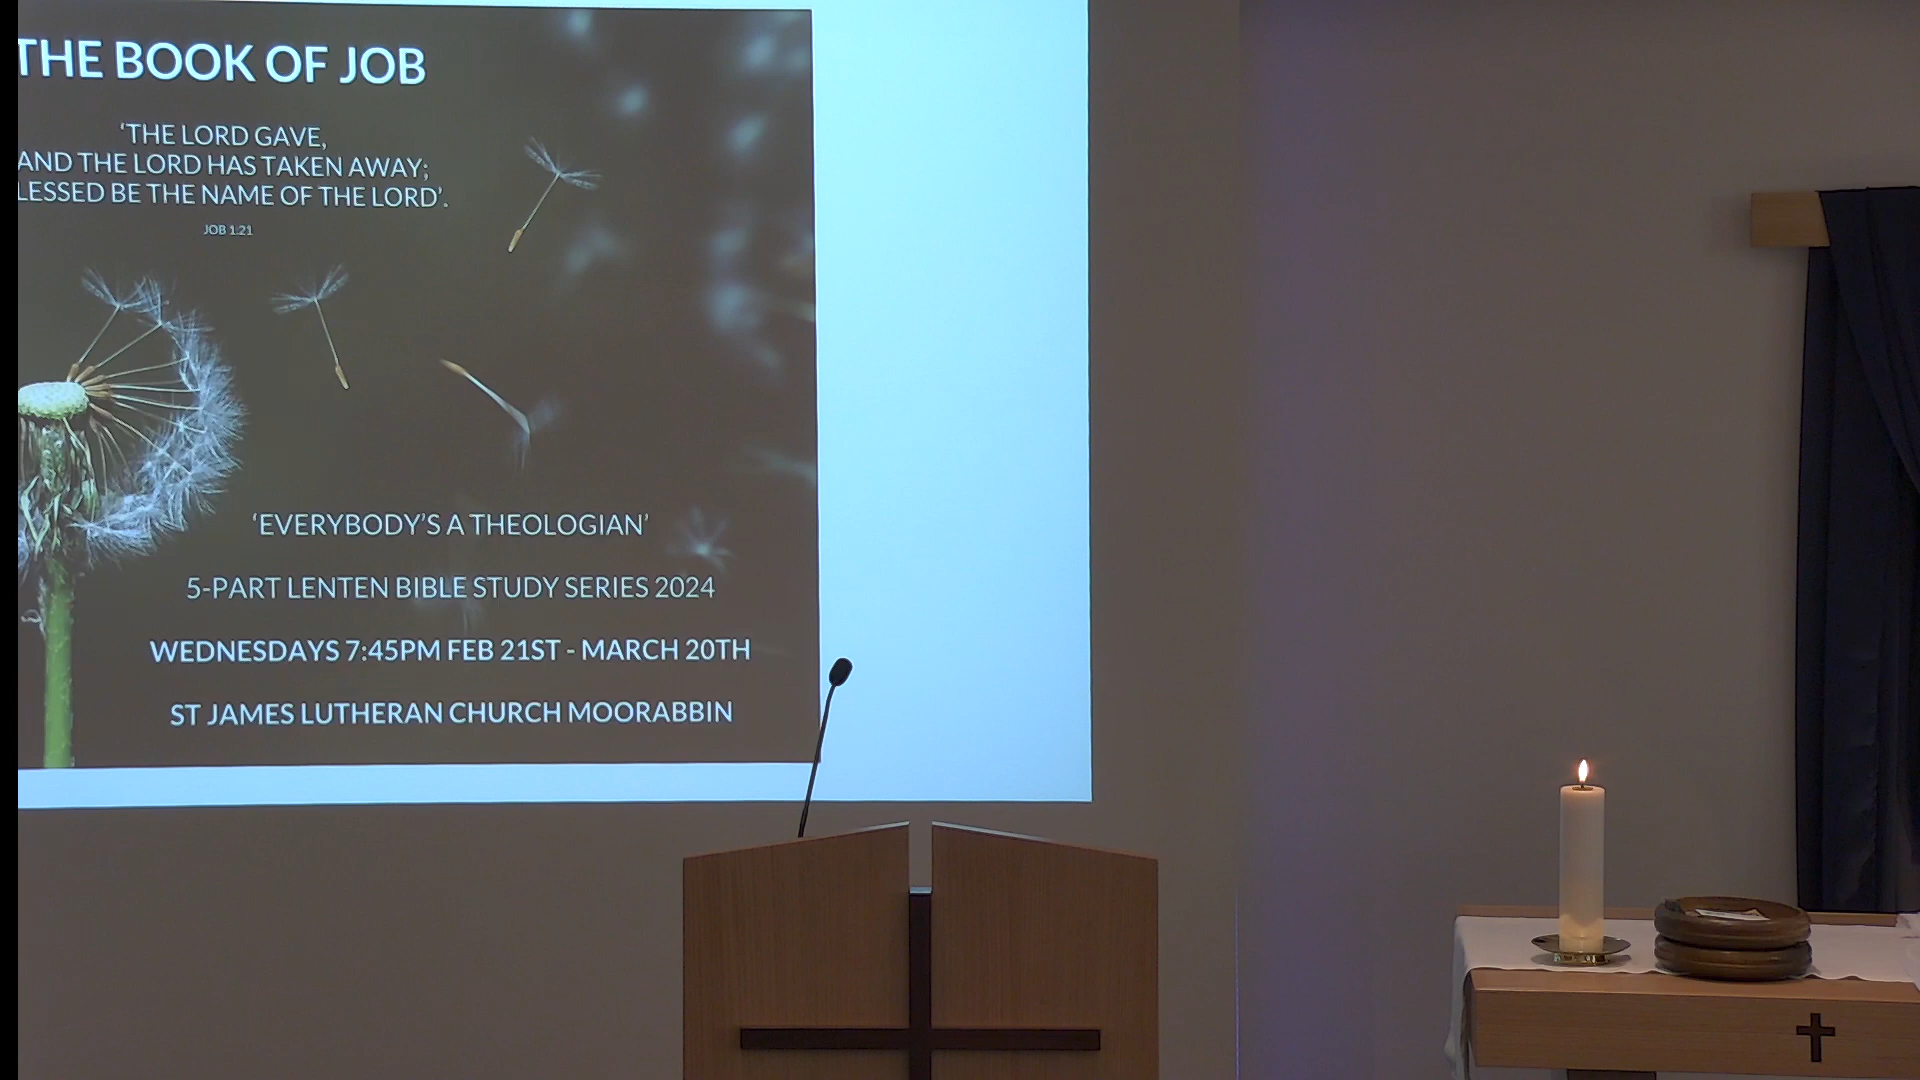 THE BOOK OF JOB
‘THE LORD GAVE,
AND THE LORD HAS TAKEN AWAY;
LESSED BE THE NAME OF THE LORD’.
JOB 1.21
‘EVERYBODY’S A THEOLOGIAN’
5-PART LENTEN BIBLE STUDY SERIES 2024
WEDNESDAYS 7:45PM FEB 21ST - MARCH 20TH
ST JAMES LUTHERAN CHURCH MOORABBIN